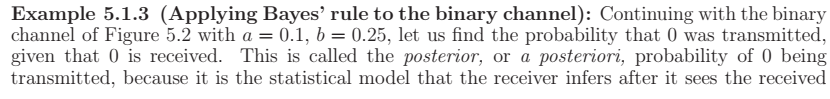 Example 5.1.3 (Applying Bayes' rule to the binary channel): Continuing with the binary
channel of Figure 5.2 with a = 0.1, b = 0.25, let us find the probability that 0 was transmitted,
given that 0 is received. This is called the posterior, or a posteriori, probability of 0 being
transmitted, because it is the statistical model that the receiver infers after it sees the received